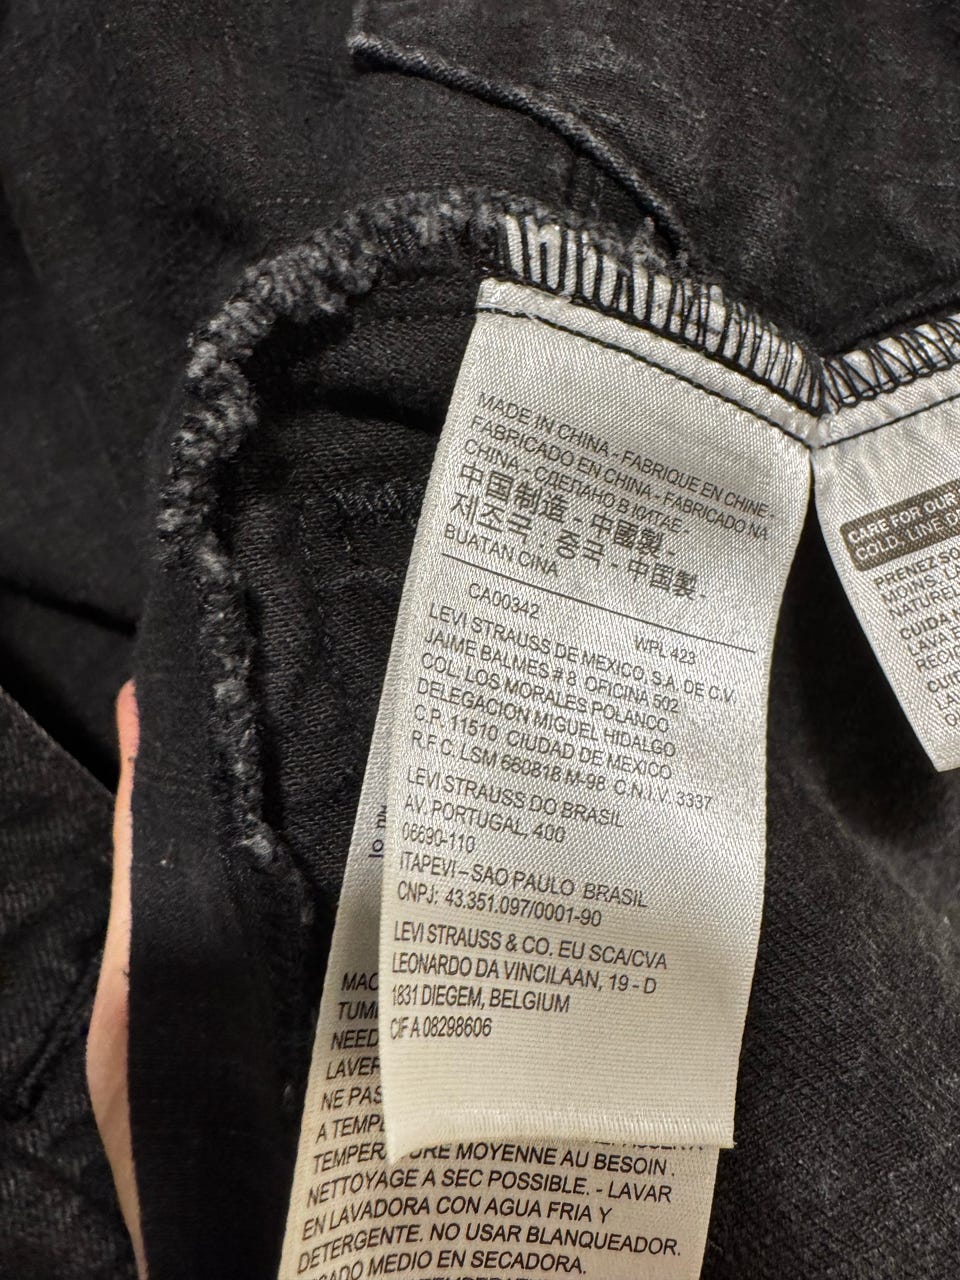 MADE IN CHINA - FABRIQUE EN CHINE -
FABRICADO EN CHINA - FABRICADO NA
CHINA - СДЕЛАНО В КИТАЕ -
中国制造 - 中國製 -
제조국 : 중국 - 中国製 -
BUATAN CINA
CA00342 WPL 423
LEVI STRAUSS DE MEXICO, S.A. DE C.V.
JAIME BALMES # 8, OFICINA 502
COL. LOS MORALES POLANCO
DELEGACION MIGUEL HIDALGO
C.P. 11510 CIUDAD DE MEXICO
R.F.C. LSM 660818 M-98 C.N.I.V. 3337
LEVI STRAUSS DO BRASIL
AV. PORTUGAL, 400
06690-110
ITAPEVI – SAO PAULO BRASIL
CNPJ: 43.351.097/0001-90
LEVI STRAUSS & CO. EU SCA/CVA
LEONARDO DA VINCILAAN, 19 - D
1831 DIEGEM, BELGIUM
CIF A 08298606
NEED
NE PAS
A
MOYENNE AU BESOIN .
NETTOYAGE A SEC POSSIBLE. - LAVAR
EN LAVADORA CON AGUA FRIA Y
DETERGENTE. NO USAR BLANQUEADOR.
MEDIO EN SECADORA.
CARE FOR OUR
COLD, LINE
PRENEZ
MOINS,
CUIDA
LAVA